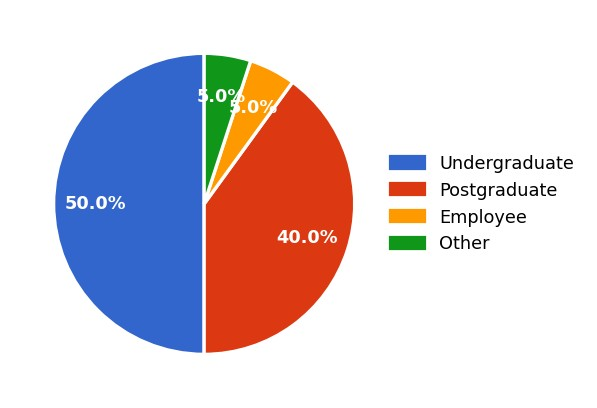 5.0%
5.0%
50.0%
40.0%
Undergraduate
Postgraduate
Employee
Other